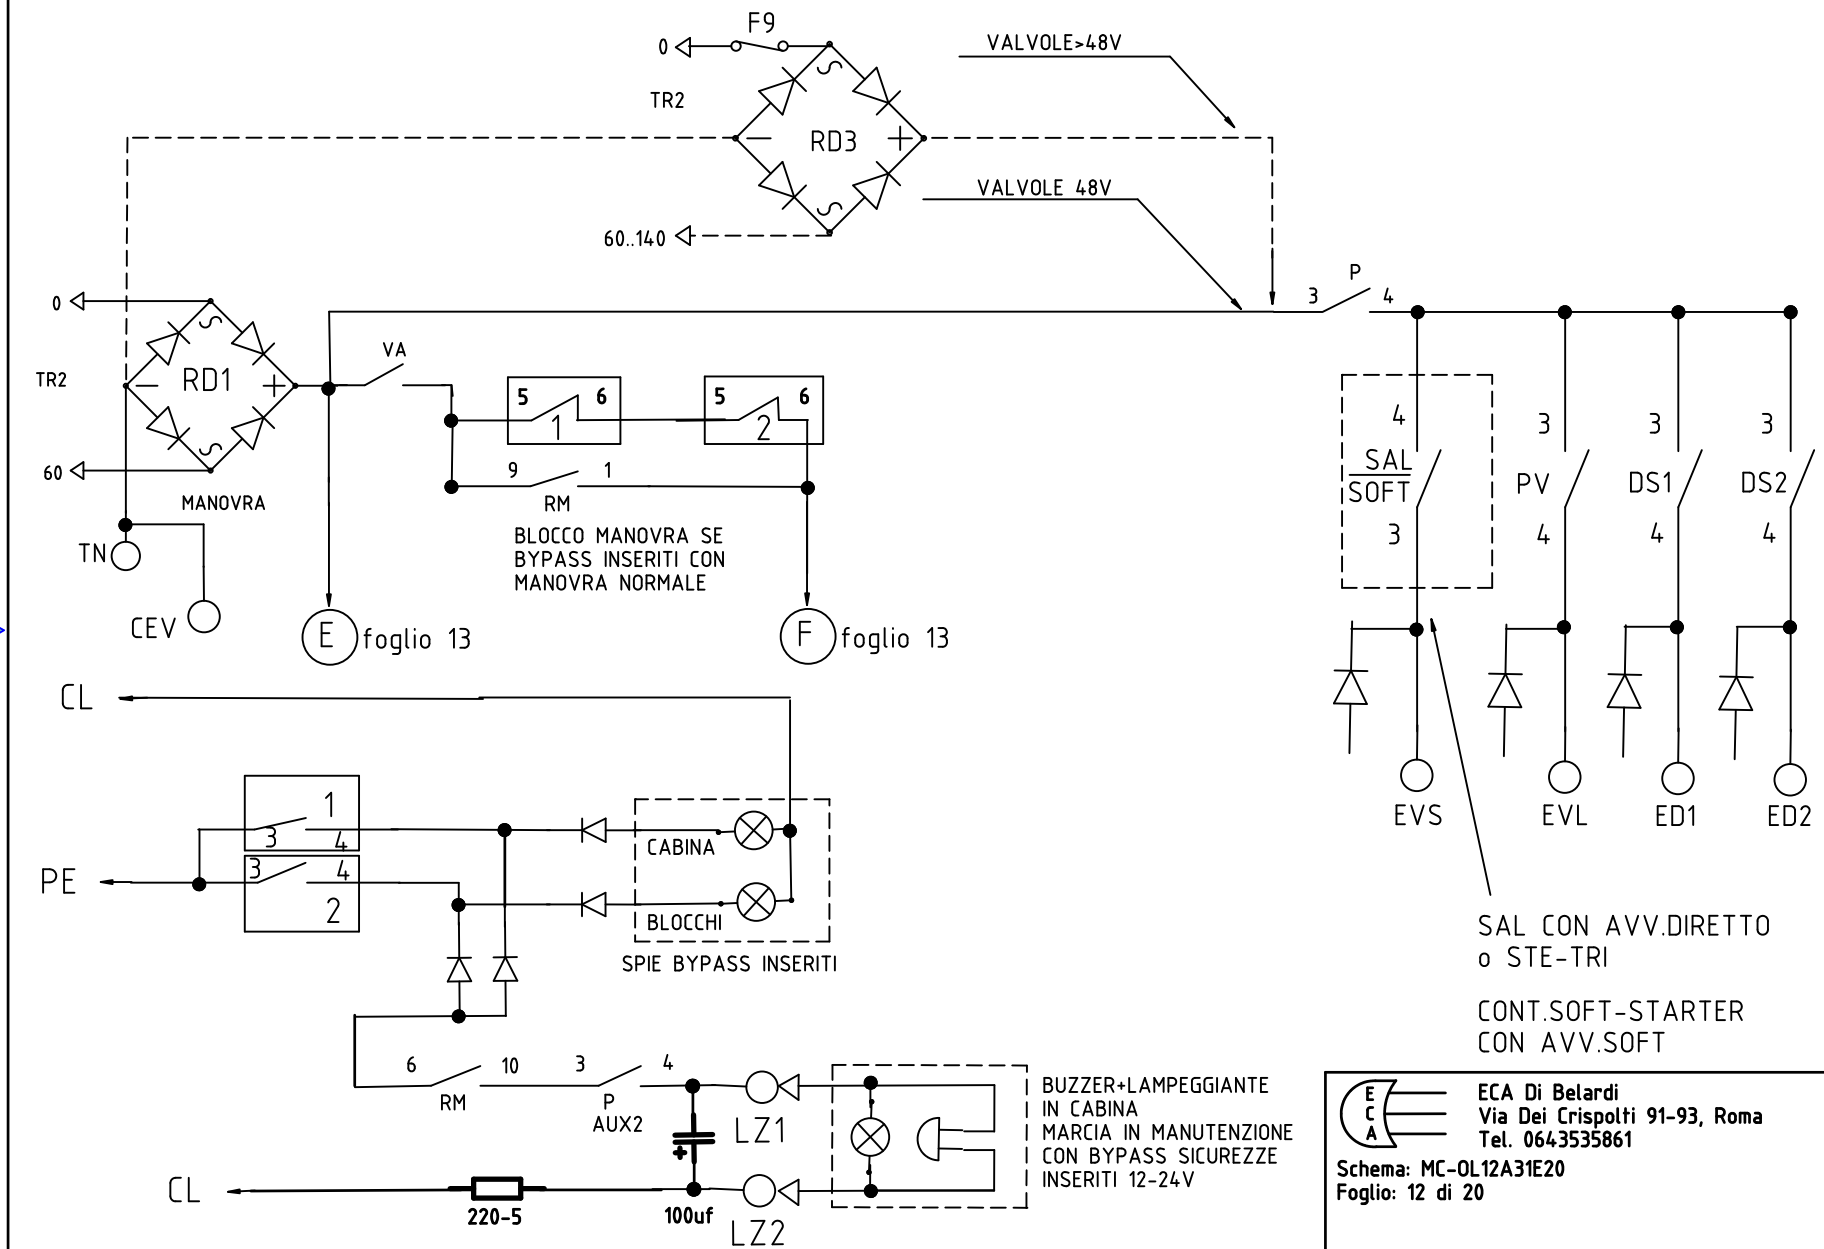 F9
0
VALVOLE>48V
TR2
RD3
VALVOLE 48V
60..140
P
3 4
0
VA
TR2
RD1
5 6
1
5 6
2
60
9 1
RM
MANOVRA
BLOCCO MANOVRA SE
BYPASS INSERITI CON
MANOVRA NORMALE
TN
CEV
E foglio 13
F foglio 13
4
SAL
SOFT
3
3
PV
4
3
DS1
4
3
DS2
4
EVS
EVL
ED1
ED2
CL
1
3 4
PE
3 4
2
CABINA
BLOCCHI
SPIE BYPASS INSERITI
SAL CON AVV.DIRETTO
o STE-TRI
CONT.SOFT-STARTER
CON AVV.SOFT
6 10
RM
3 4
P
AUX2
LZ1
+
100uf
CL
220-5
LZ2
BUZZER+LAMPEGGIANTE
IN CABINA
MARCIA IN MANUTENZIONE
CON BYPASS SICUREZZE
INSERITI 12-24V
E
C
A
ECA Di Belardi
Via Dei Crispolti 91-93, Roma
Tel. 0643535861
Schema: MC-OL12A31E20
Foglio: 12 di 20